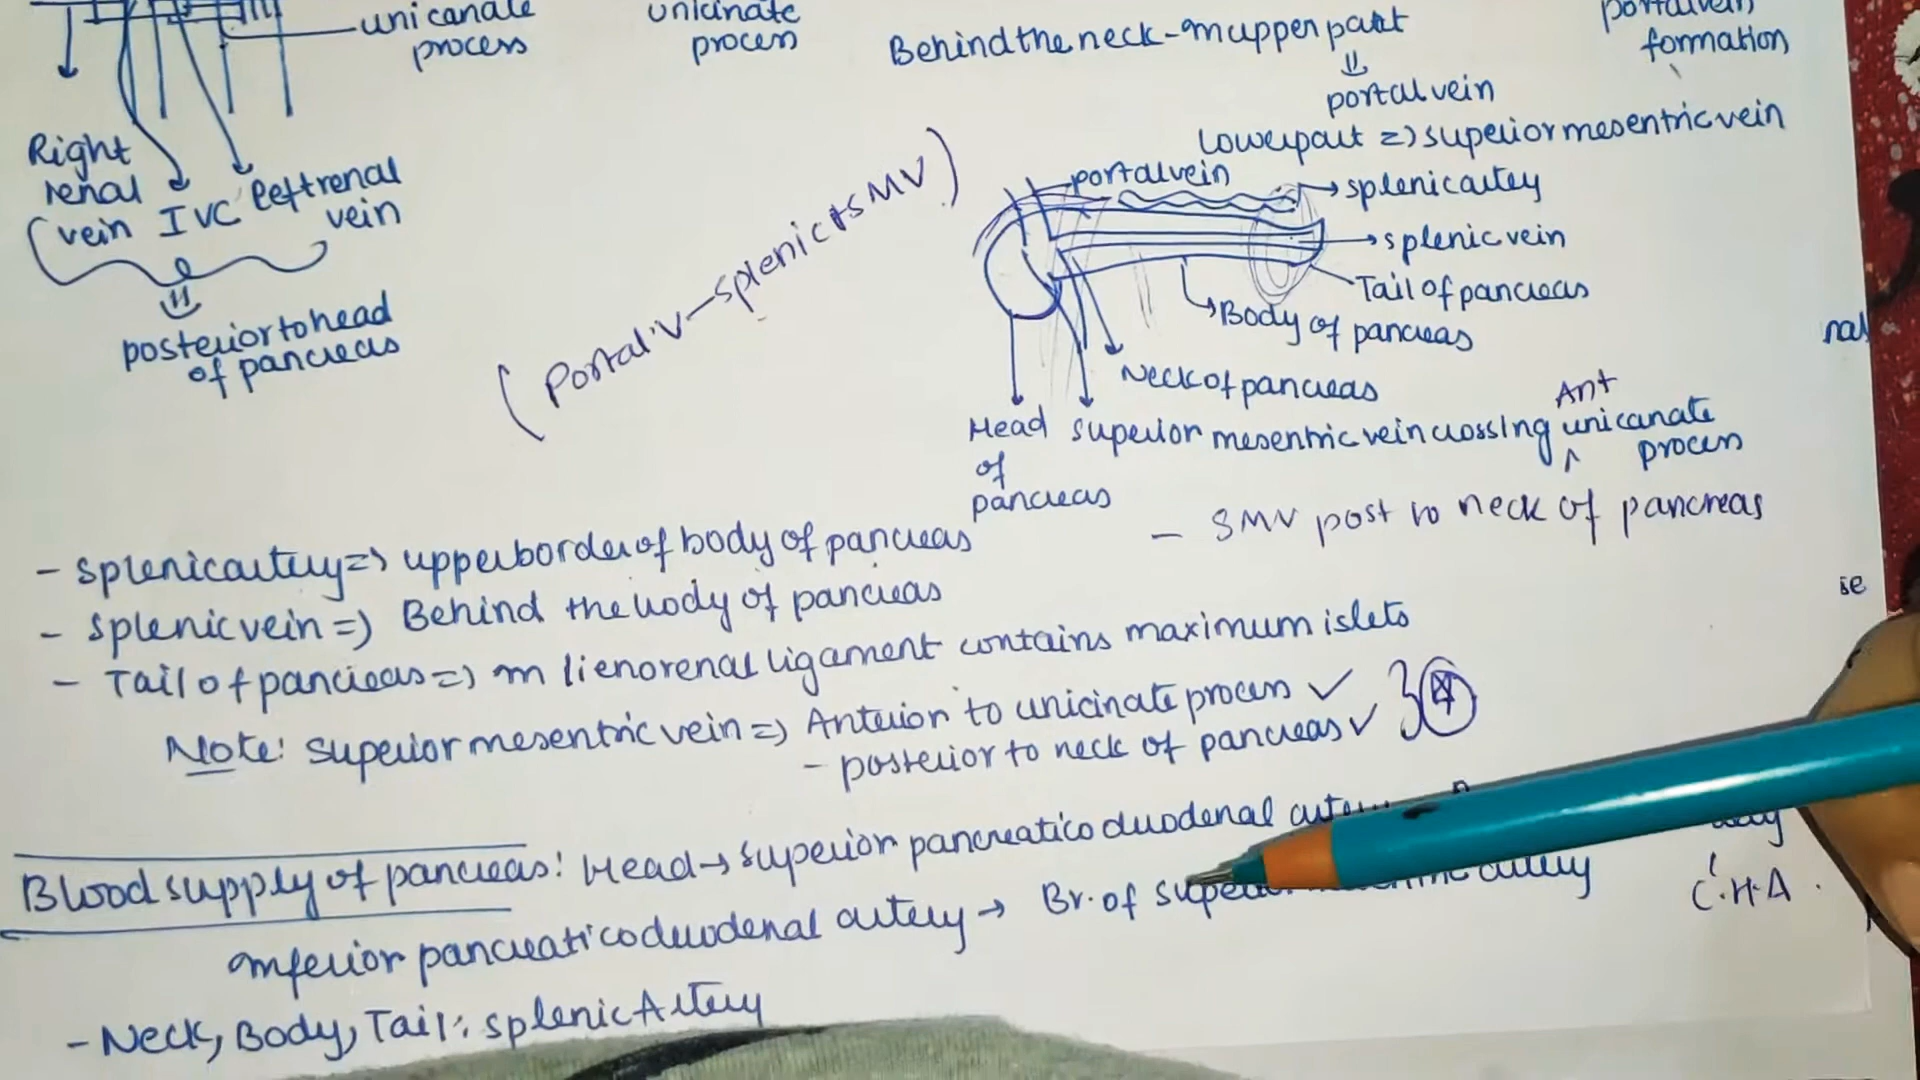 unicanate
process
unicinate
process
Behind the neck - In upper part
⇓
portal vein
Lower part => superior mesentric vein
portal vein
formation
Right
renal
vein
IVC
left renal
vein
⇓
posterior to head
of pancreas
(Portal.v - splenic + SMV)
portal vein
splenic artery
splenic vein
Tail of pancreas
Body of pancreas
Neck of pancreas
Head
of
pancreas
Ant
superior mesentric vein crossing unicanate
process
- SMV post to neck of pancreas
- splenic artery => upper border of body of pancreas
- splenic vein => Behind the body of pancreas
- Tail of pancreas => In lienorenal ligament contains maximum islets
Note: superior mesentric vein => Anterior to unicinate process ✓
- posterior to neck of pancreas ✓
Blood supply of pancreas: Head → superior pancreatico duodenal
Inferior pancreaticoduodenal artery → Br. of artery
C.H.A
- Neck, Body, Tail: splenic Artery